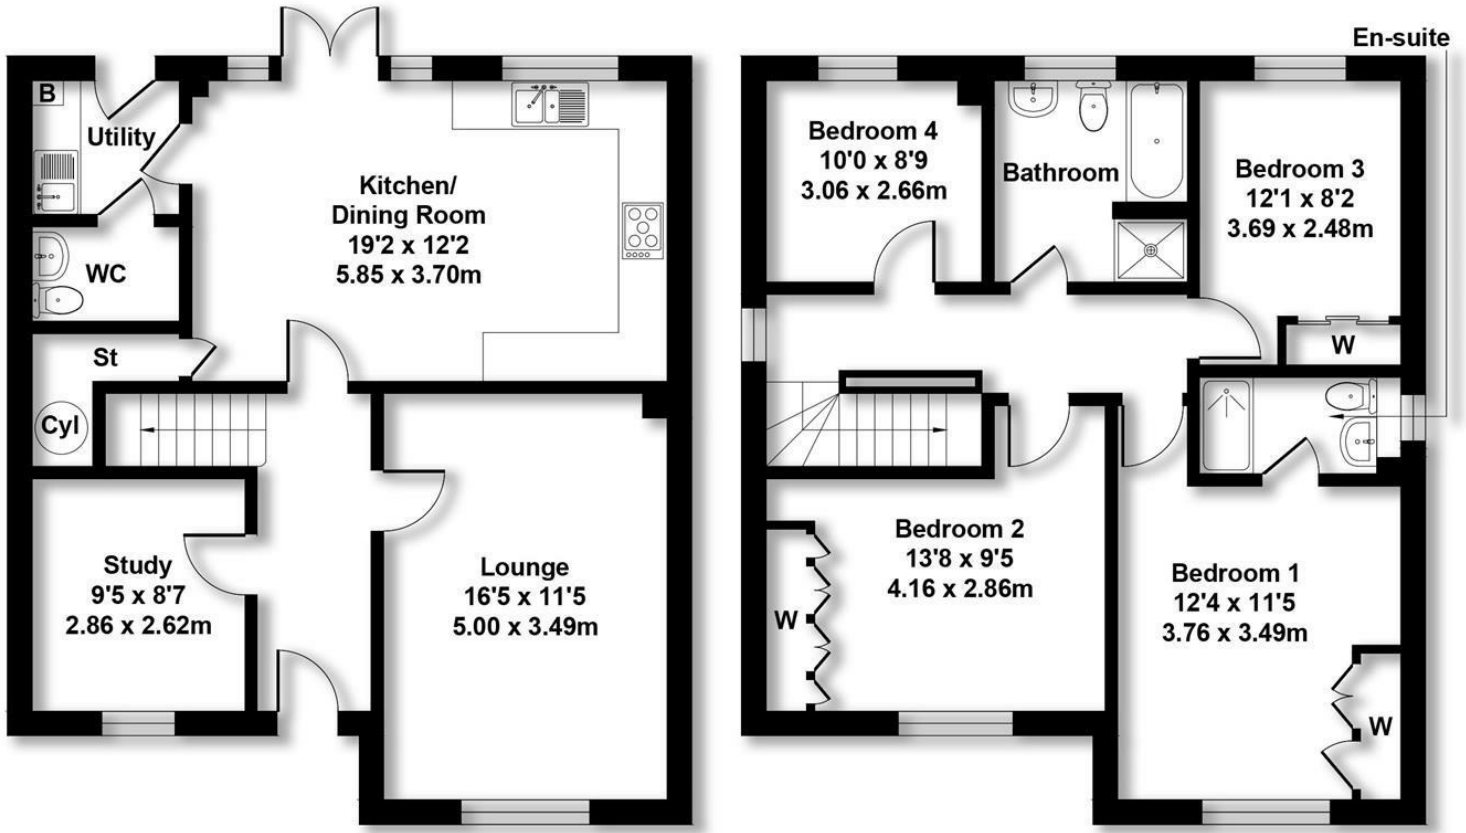 En-suite
B
Utility
Kitchen/
Dining Room
19'2 x 12'2
5.85 x 3.70m
WC
St
Cyl
Study
9'5 x 8'7
2.86 x 2.62m
Lounge
16'5 x 11'5
5.00 x 3.49m
Bedroom 4
10'0 x 8'9
3.06 x 2.66m
Bathroom
Bedroom 3
12'1 x 8'2
3.69 x 2.48m
W
Bedroom 2
13'8 x 9'5
4.16 x 2.86m
W
Bedroom 1
12'4 x 11'5
3.76 x 3.49m
W